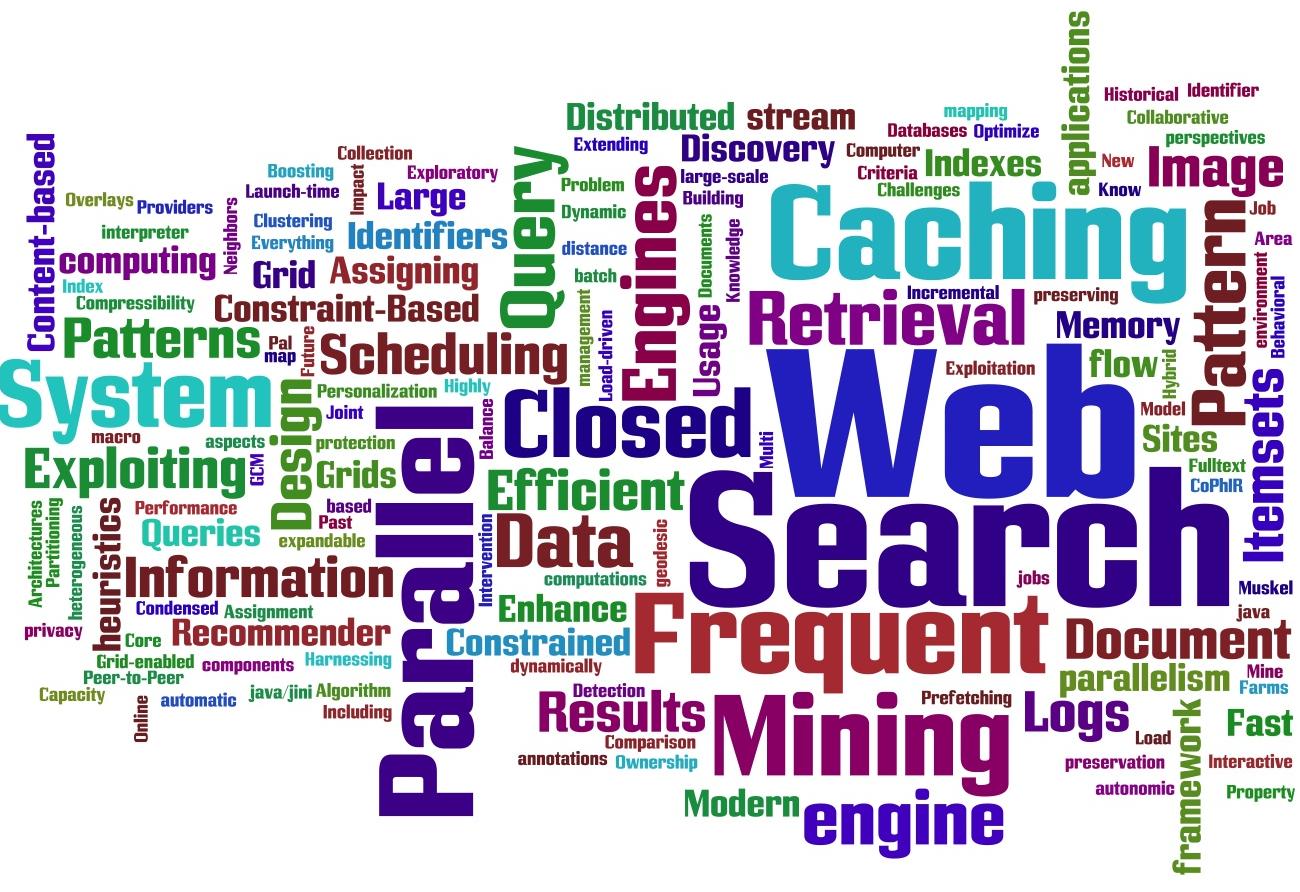 applications
Historical
Identifier
mapping
Distributed
stream
Collaborative
Databases
Optimize
perspectives
Extending
Discovery
Computer
Indexes
New
Image
Collection
Boosting
Impact
Exploratory
Query
Criteria
Challenges
Know
large-scale
Building
Problem
Engines
Caching
Content-based
Overlays
Providers
Launch-time
Large
Neighbors
Clustering
Identifiers
Dynamic
Documents
Knowledge
Pattern
Job
interpreter
Everything
distance
Area
computing
Grid
Assigning
batch
environment
Behavioral
Index
Compressibility
Constraint-Based
management
Load-driven
Usage
Retrieval
Incremental
preserving
Memory
Patterns
Pal
map
Future
Scheduling
Web
Exploitation
flow
Hybrid
System
Design
Personalization
Highly
Joint
Closed
Model
Itemsets
macro
aspects
protection
Parallel
Balance
Multi
Sites
Exploiting
GCM
Grids
Efficient
Search
Fulltext
CoPhIR
Architectures
Partitioning
heterogeneous
heuristics
Performance
Queries
based
Past
expandable
Intervention
Data
geodesic
Information
computations
jobs
Muskel
Condensed
Assignment
Enhance
Frequent
java
privacy
Core
Recommender
Constrained
Document
Grid-enabled
components
Harnessing
dynamically
parallelism
Mine
Peer-to-Peer
Farms
Capacity
Online
automatic
java/jini
Algorithm
Including
Detection
Results
Mining
Prefetching
Logs
framework
Fast
Comparison
Load
annotations
Ownership
preservation
Interactive
autonomic
Property
Modern
engine